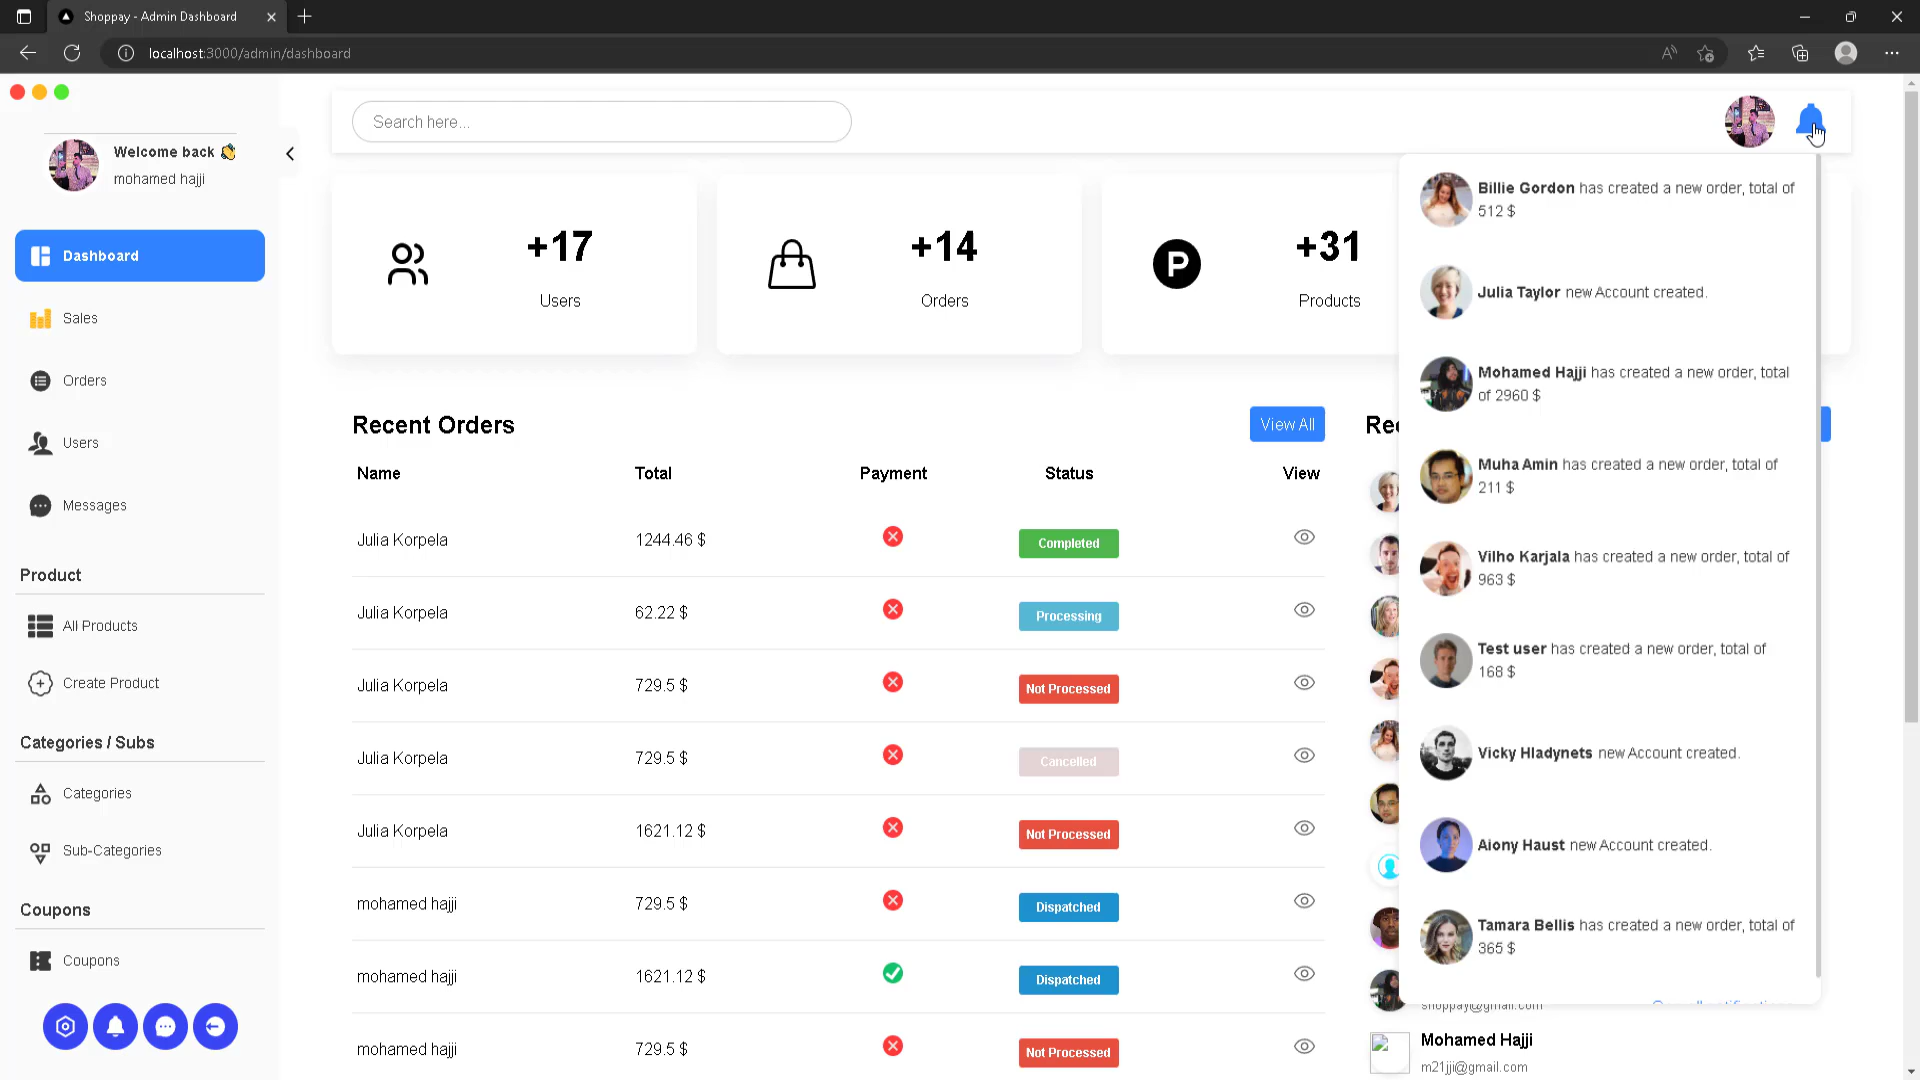 Shoppay - Admin Dashboard
localhost:3000/admin/dashboard
Search here...
Welcome back 👋
mohamed hajji
Dashboard
Sales
Orders
Users
Messages
Product
All Products
Create Product
Categories / Subs
Categories
Sub-Categories
Coupons
Coupons
+17
Users
+14
Orders
P
+31
Products
Recent Orders
View All
Name Total Payment Status View
Julia Korpela 1244.46 $ Completed
Julia Korpela 62.22 $ Processing
Julia Korpela 729.5 $ Not Processed
Julia Korpela 729.5 $ Cancelled
Julia Korpela 1621.12 $ Not Processed
mohamed hajji 729.5 $ Dispatched
mohamed hajji 1621.12 $ Dispatched
mohamed hajji 729.5 $ Not Processed
Billie Gordon has created a new order, total of
512 $
Julia Taylor new Account created.
Mohamed Hajji has created a new order, total
of 2960 $
Muha Amin has created a new order, total of
211 $
Vilho Karjala has created a new order, total of
963 $
Test user has created a new order, total of
168 $
Vicky Hladynets new Account created.
Aiony Haust new Account created.
Tamara Bellis has created a new order, total of
365 $
shoppay@gmail.com
Mohamed Hajji
m21jji@gmail.com